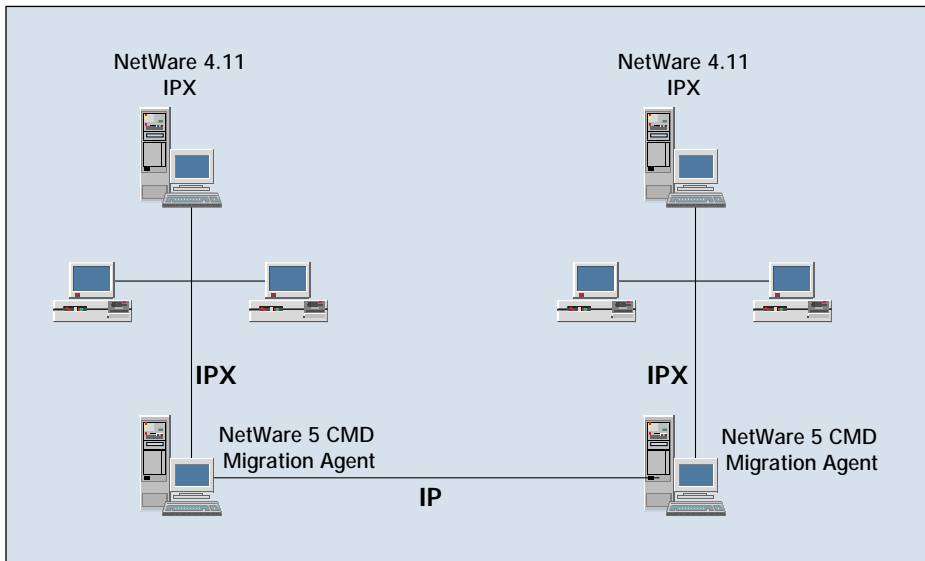 NetWare 4.11
IPX
NetWare 4.11
IPX
IPX
IPX
NetWare 5 CMD
Migration Agent
NetWare 5 CMD
Migration Agent
IP